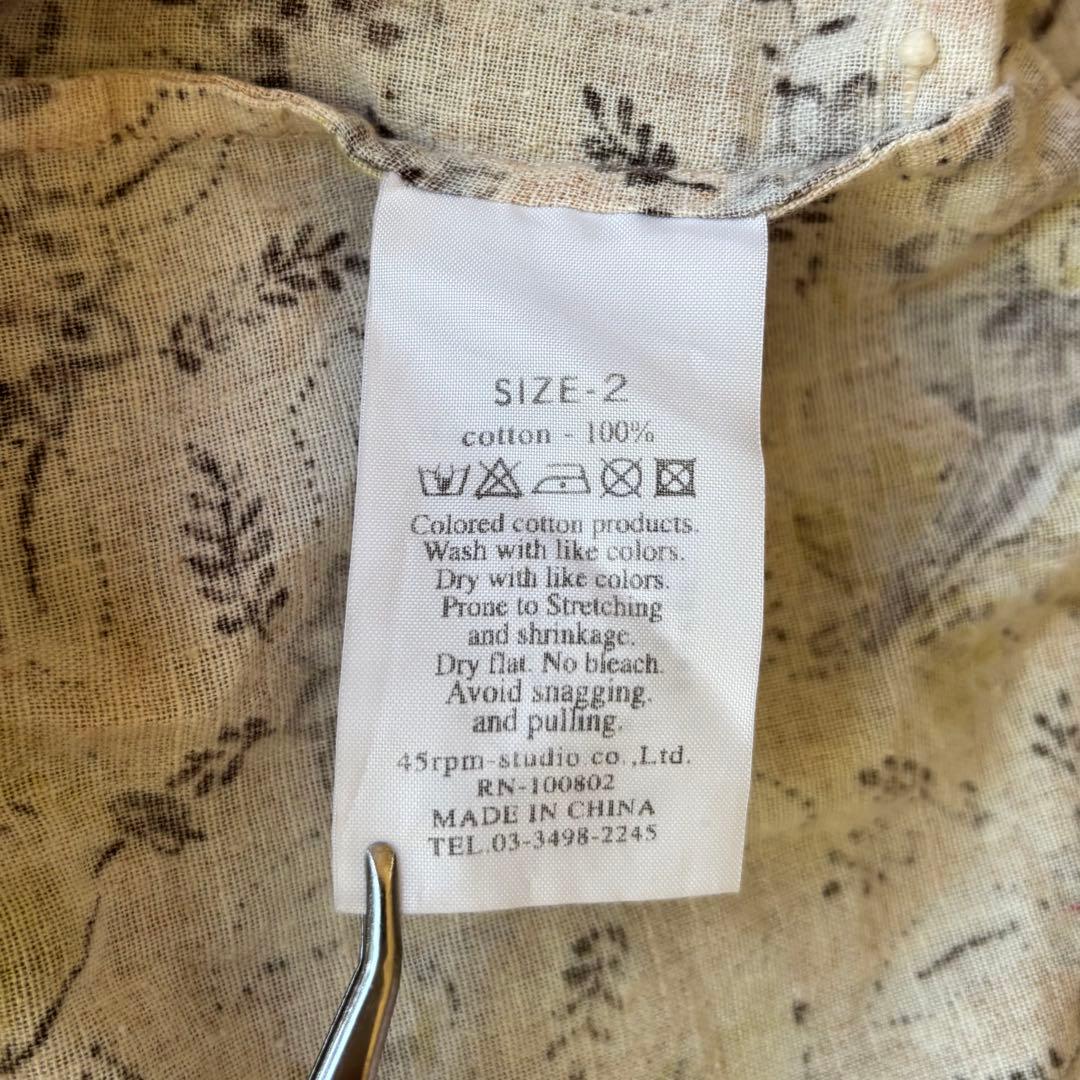 SIZE-2
cotton - 100%
Colored cotton products.
Wash with like colors.
Dry with like colors.
Prone to Stretching
and shrinkage.
Dry flat. No bleach.
Avoid snagging.
and pulling.
45rpm-studio co.,Ltd.
RN-100802
MADE IN CHINA
TEL.03-3498-2245